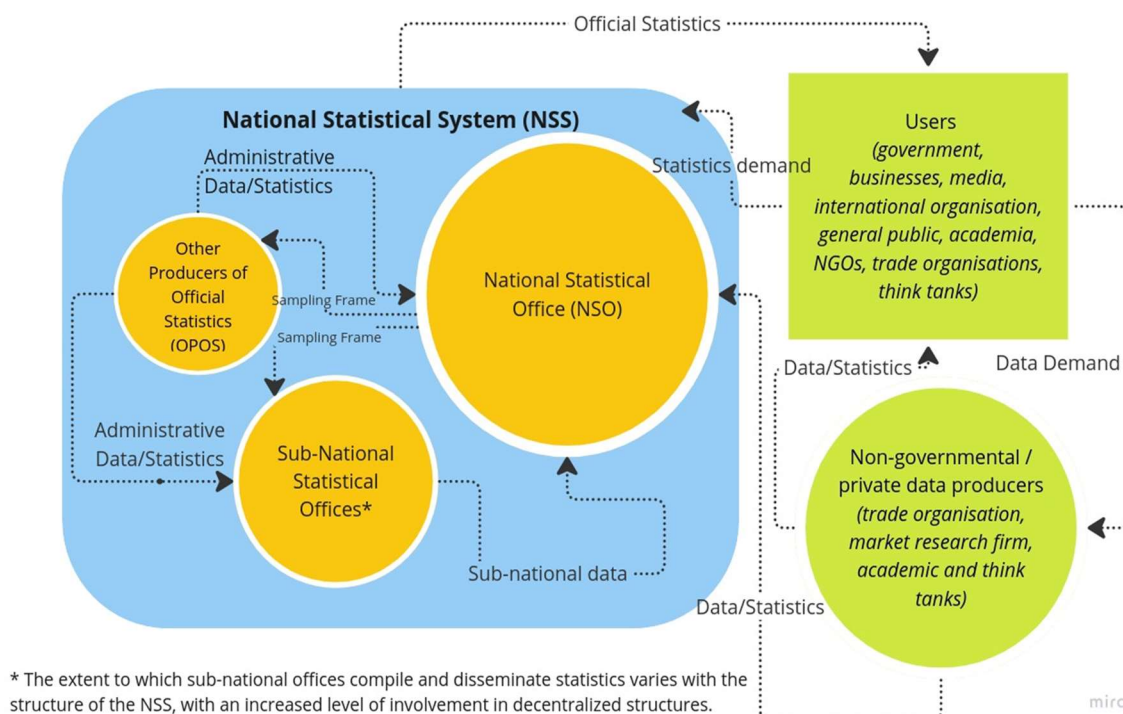 Official Statistics
National Statistical System (NSS)
Administrative
Data/Statistics
Statistics demand
Users
(government,
businesses, media,
international organisation,
general public, academia,
NGOs, trade organisations,
think tanks)
Other
Producers of
Official
Statistics
(OPOS)
National Statistical
Office (NSO)
Sampling Frame
Sampling Frame
Data/Statistics
Data Demand
Administrative
Data/Statistics
Sub-National
Statistical
Offices*
Non-governmental /
private data producers
(trade organisation,
market research firm,
academic and think
tanks)
Sub-national data
Data/Statistics
* The extent to which sub-national offices compile and disseminate statistics varies with the
structure of the NSS, with an increased level of involvement in decentralized structures.